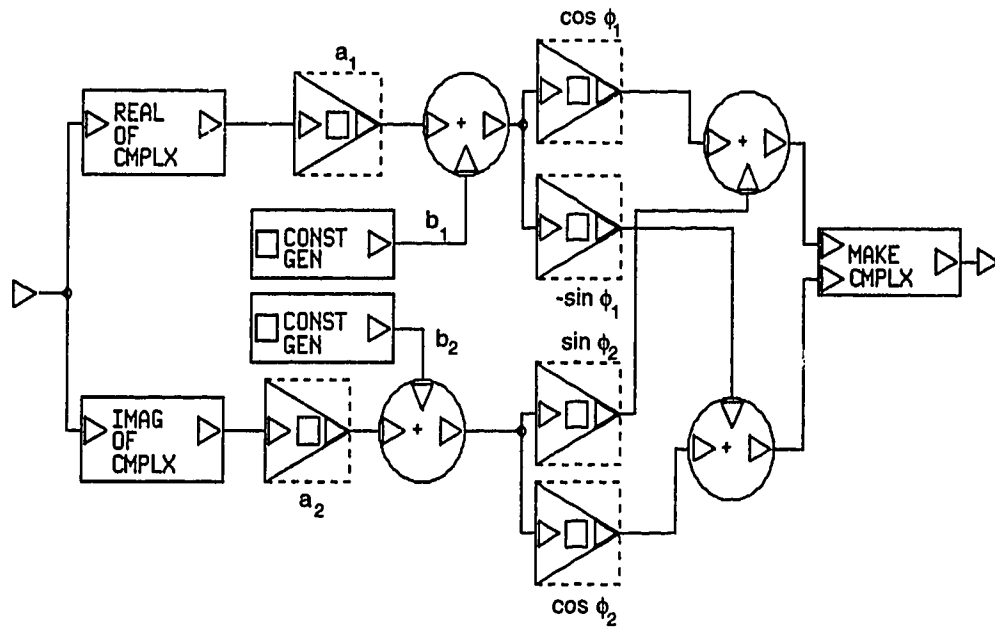 cos ϕ₁
a₁
REAL
OF
CMPLX
+
+
b₁
CONST
GEN
-sin ϕ₁
MAKE
CMPLX
CONST
GEN
b₂
sin ϕ₂
IMAG
OF
CMPLX
+
+
a₂
cos ϕ₂